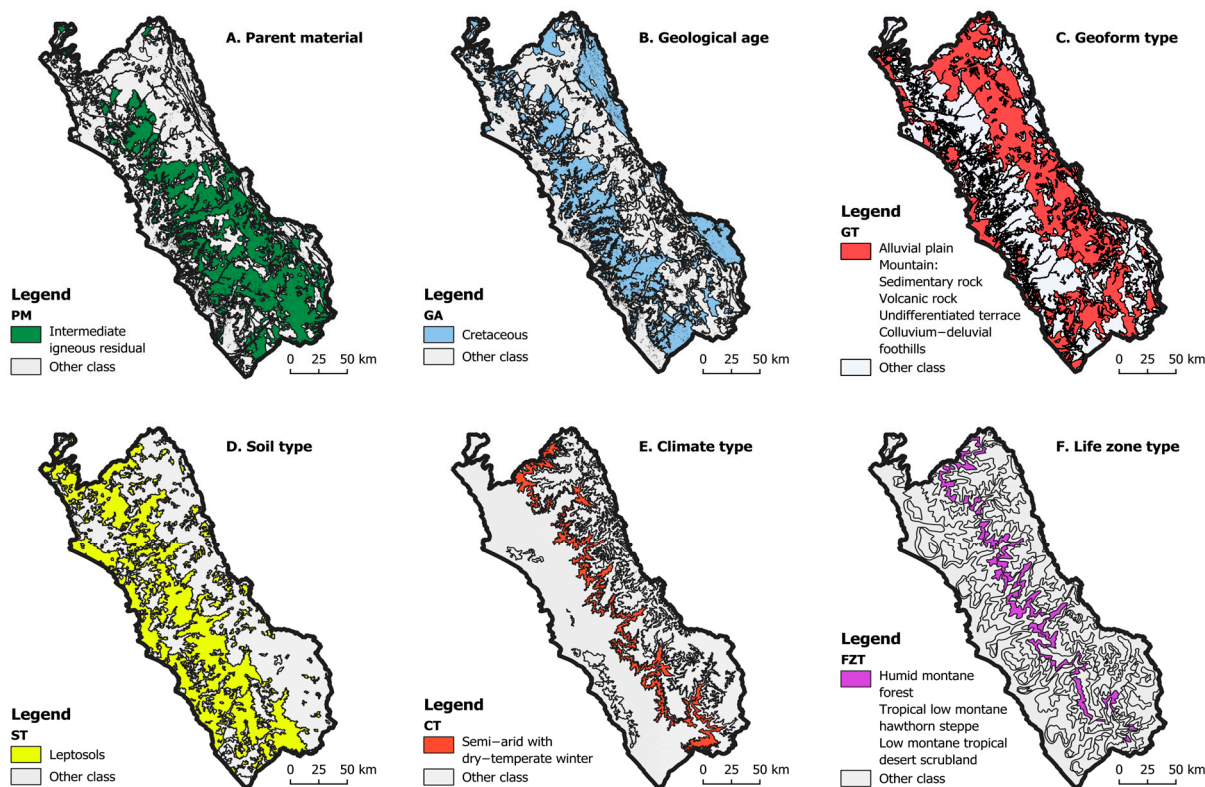 A. Parent material
Legend
PM
Intermediate
igneous residual
Other class
0 25 50 km
B. Geological age
Legend
GA
Cretaceous
Other class
0 25 50 km
C. Geoform type
Legend
GT
Alluvial plain
Mountain:
Sedimentary rock
Volcanic rock
Undifferentiated terrace
Colluvium−deluvial
foothills
Other class
0 25 50 km
D. Soil type
Legend
ST
Leptosols
Other class
0 25 50 km
E. Climate type
Legend
CT
Semi−arid with
dry−temperate winter
Other class
0 25 50 km
F. Life zone type
Legend
FZT
Humid montane
forest
Tropical low montane
hawthorn steppe
Low montane tropical
desert scrubland
Other class
0 25 50 km